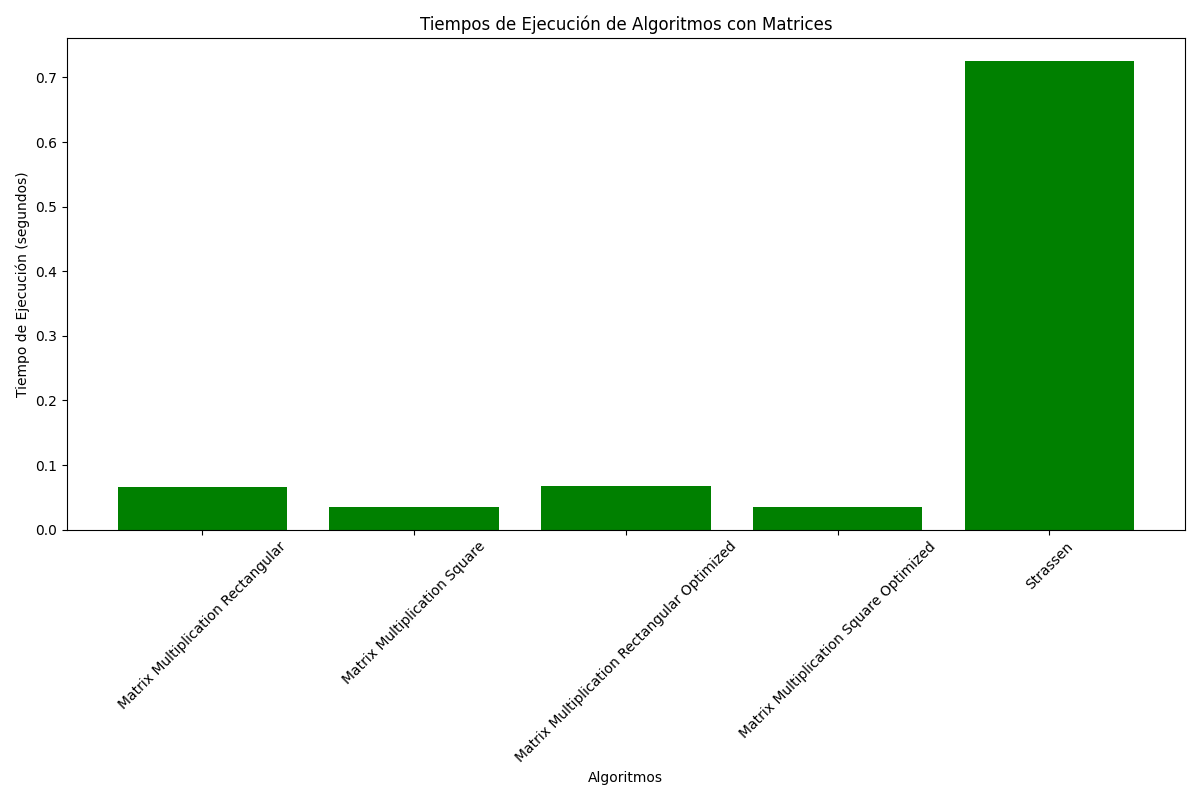 Tiempos de Ejecución de Algoritmos con Matrices
Tiempo de Ejecución (segundos)
0.7
0.6
0.5
0.4
0.3
0.2
0.1
0.0
Matrix Multiplication Rectangular
Matrix Multiplication Square
Matrix Multiplication Rectangular Optimized
Matrix Multiplication Square Optimized
Strassen
Algoritmos